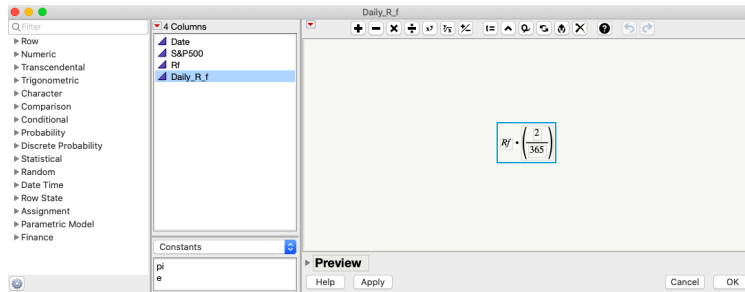 Daily_R_f
Filter
Row
Numeric
Transcendental
Trigonometric
Character
Comparison
Conditional
Probability
Discrete Probability
Statistical
Random
Date Time
Row State
Assignment
Parametric Model
Finance
4 Columns
Date
S&P500
Rf
Daily_R_f
Constants
pi
e
Rf • (2/365)
Preview
Help Apply Cancel OK